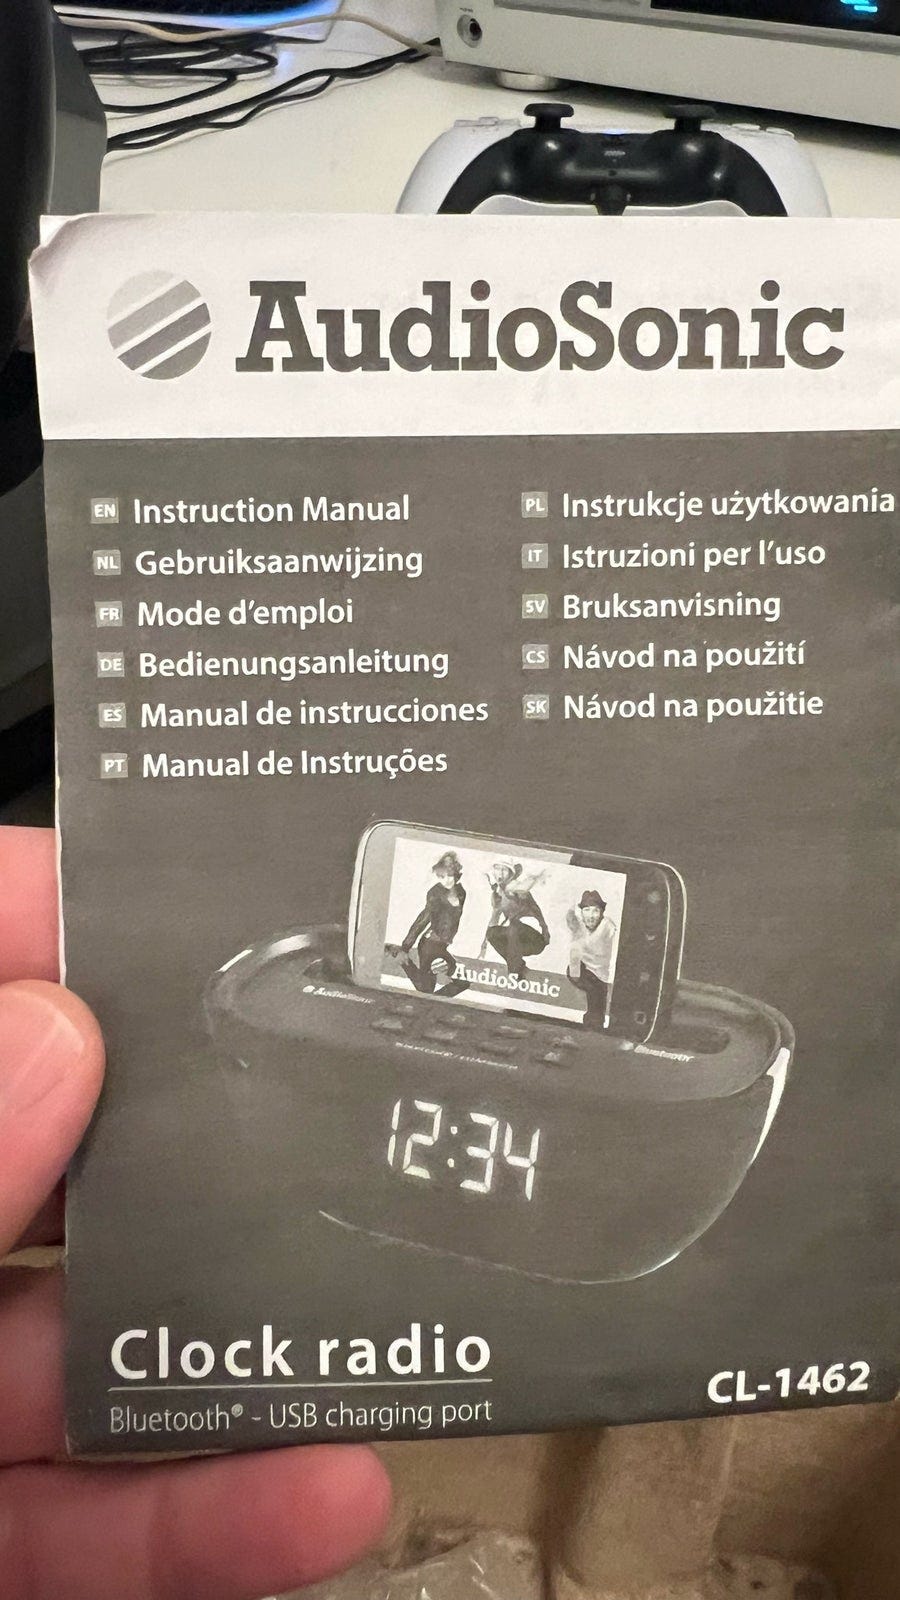 AudioSonic
EN Instruction Manual
NL Gebruiksaanwijzing
FR Mode d'emploi
DE Bedienungsanleitung
ES Manual de instrucciones
PT Manual de Instruções
PL Instrukcje użytkowania
IT Istruzioni per l'uso
SV Bruksanvisning
CS Návod na použití
SK Návod na použitie
AudioSonic
AudioSonic
Bluetooth
12:34
Clock radio
Bluetooth® - USB charging port
CL-1462